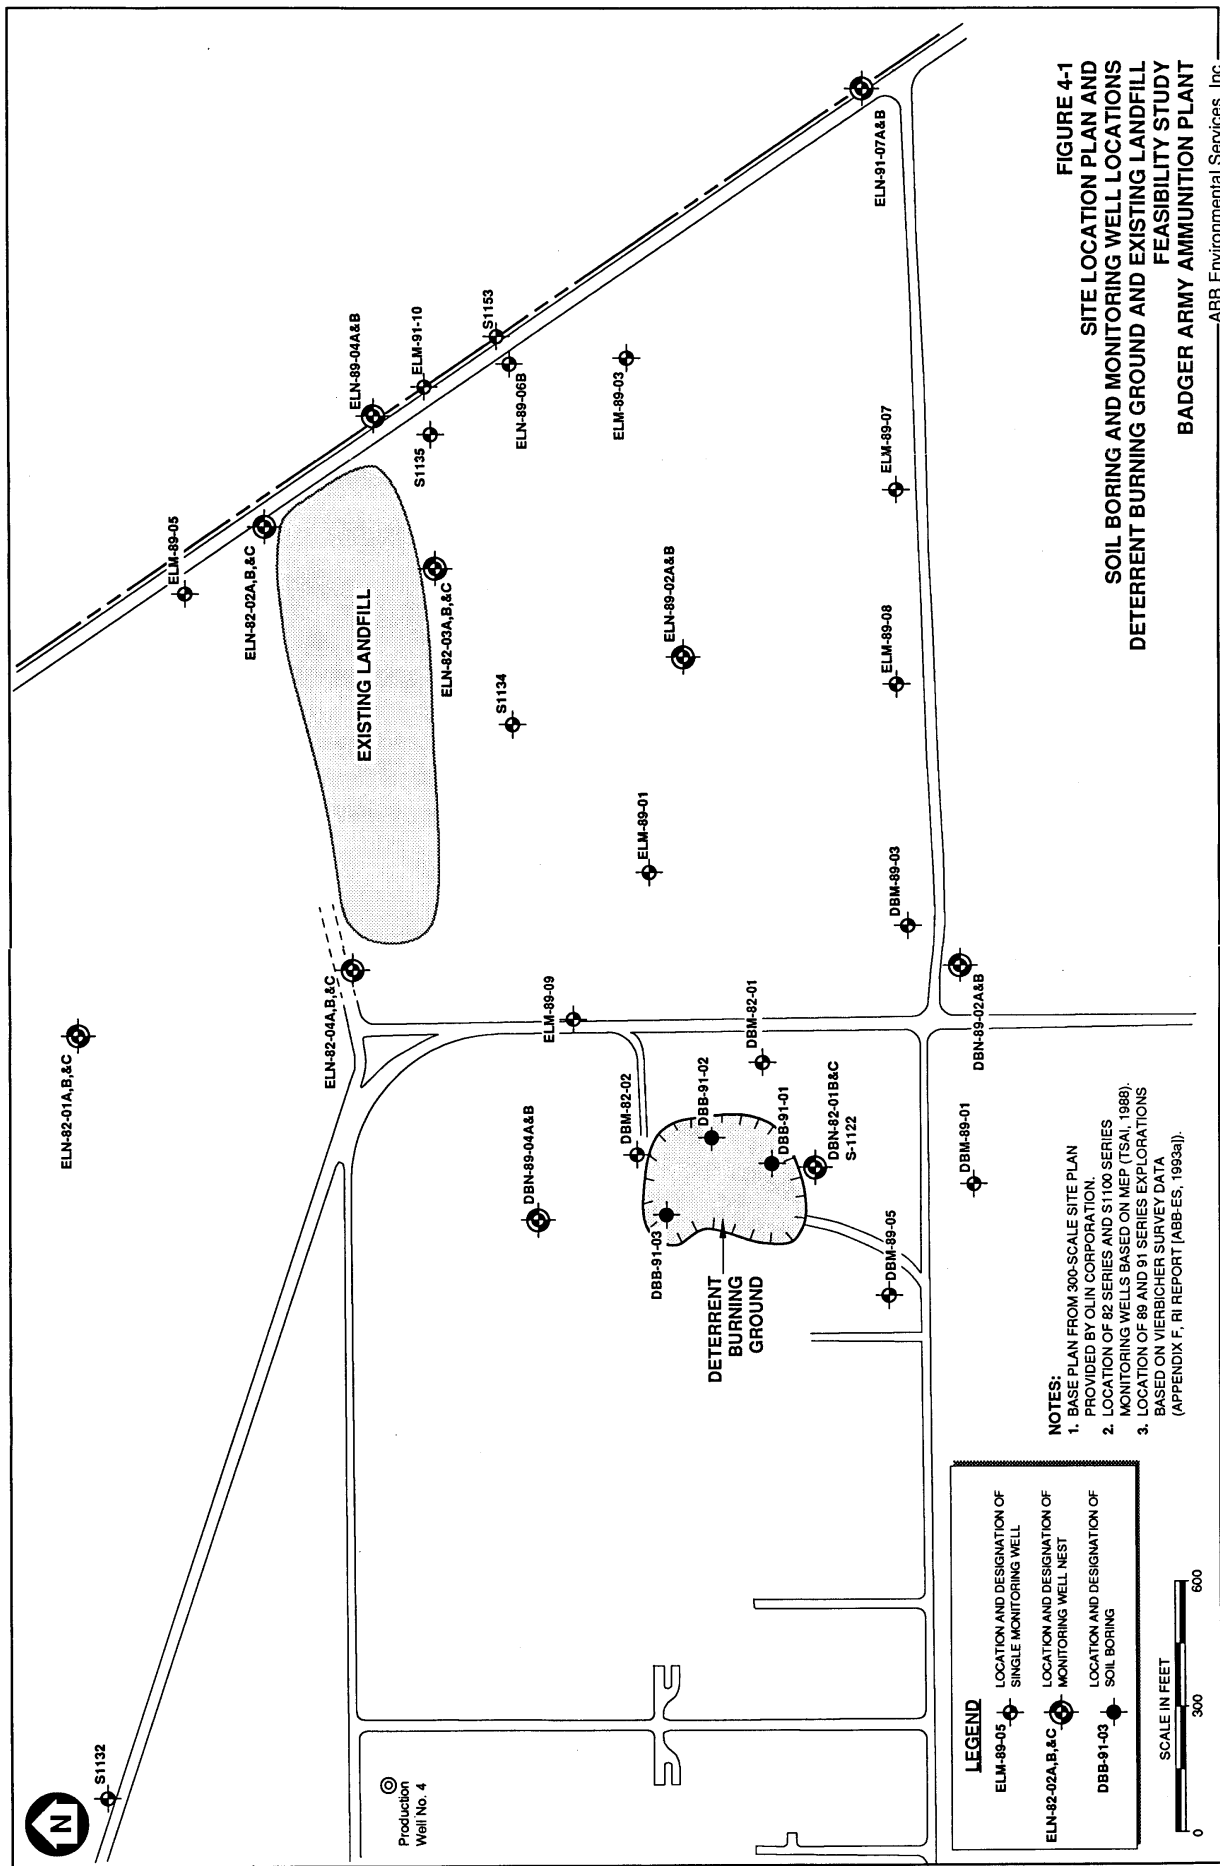 N
S1132
Production
Well No. 4
ELN-82-01A,B,&C
ELN-82-04A,B,&C
ELM-89-05
ELN-82-02A,B,&C
EXISTING LANDFILL
ELN-82-03A,B,&C
ELN-89-04A&B
ELM-91-10
S1135
S1153
ELN-89-06B
ELM-89-03
S1134
ELN-89-02A&B
ELM-89-01
ELM-89-09
DBN-89-04A&B
DBM-82-02
DBM-82-01
DBB-91-02
DBB-91-01
DBB-91-03
DBN-82-01B&C
S-1122
DETERRENT
BURNING
GROUND
DBM-89-05
DBM-89-03
ELM-89-08
ELM-89-07
ELN-91-07A&B
DBN-89-02A&B
DBM-89-01
LEGEND
ELM-89-05
LOCATION AND DESIGNATION OF
SINGLE MONITORING WELL
ELN-82-02A,B,&C
LOCATION AND DESIGNATION OF
MONITORING WELL NEST
DBB-91-03
LOCATION AND DESIGNATION OF
SOIL BORING
SCALE IN FEET
0 300 600
NOTES:
1. BASE PLAN FROM 300-SCALE SITE PLAN
PROVIDED BY OLIN CORPORATION.
2. LOCATION OF 82 SERIES AND S1100 SERIES
MONITORING WELLS BASED ON MEP (TSAI, 1988).
3. LOCATION OF 89 AND 91 SERIES EXPLORATIONS
BASED ON VIERBICHER SURVEY DATA
(APPENDIX F, RI REPORT [ABB-ES, 1993a]).
FIGURE 4-1
SITE LOCATION PLAN AND
SOIL BORING AND MONITORING WELL LOCATIONS
DETERRENT BURNING GROUND AND EXISTING LANDFILL
FEASIBILITY STUDY
BADGER ARMY AMMUNITION PLANT
ABB Environmental Services, Inc.